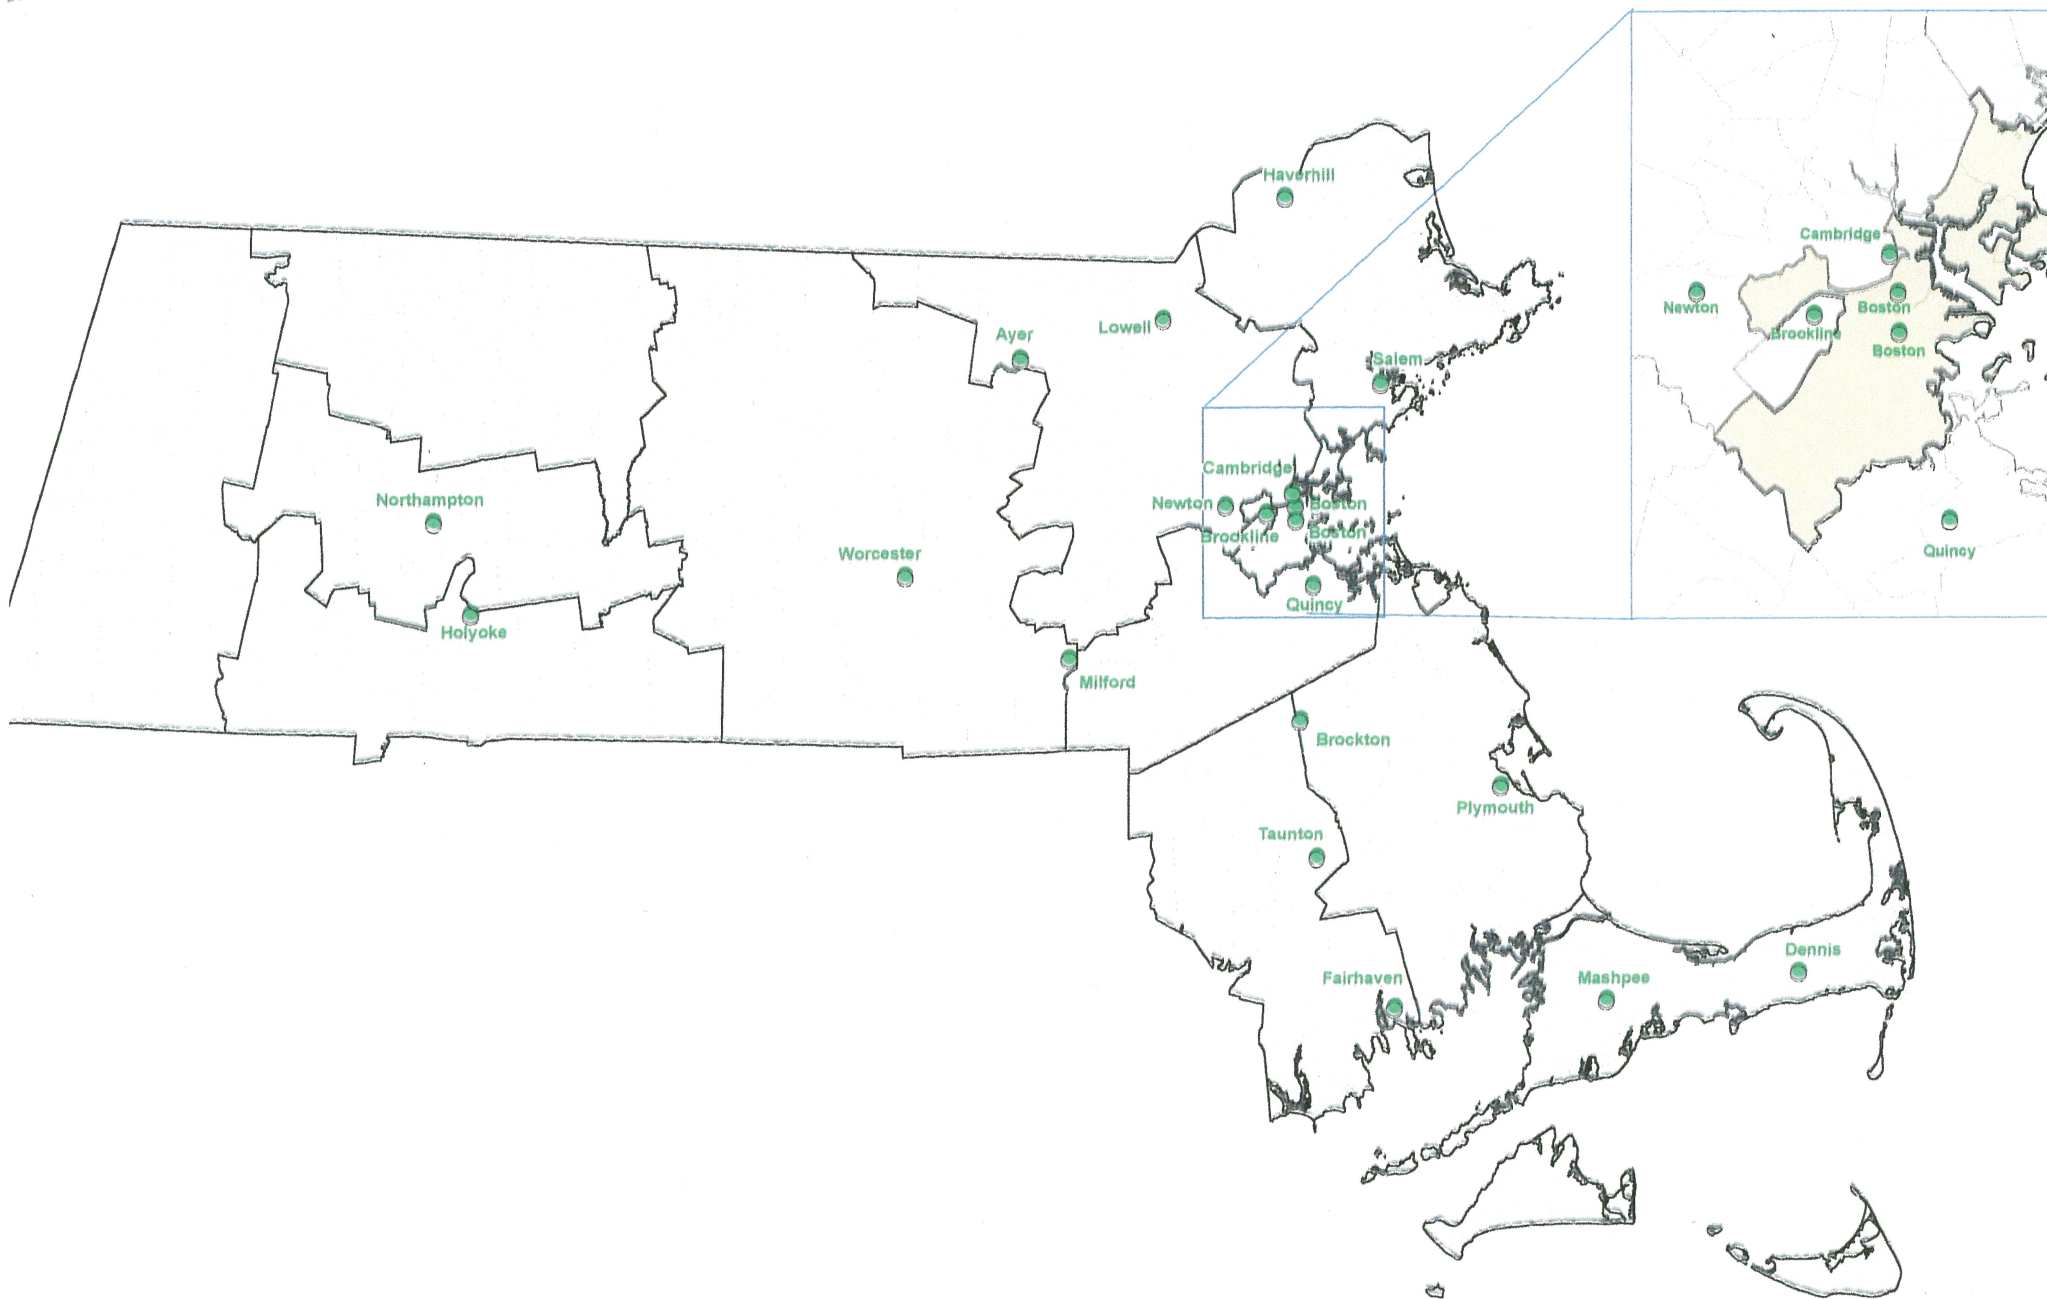 Haverhill
Cambridge
Newton
Boston
Brookline
Boston
Lowell
Ayer
Salem
Cambridge
Northampton
Newton
Boston
Brookline
Boston
Quincy
Worcester
Quincy
Holyoke
Milford
Brockton
Plymouth
Taunton
Dennis
Fairhaven
Mashpee